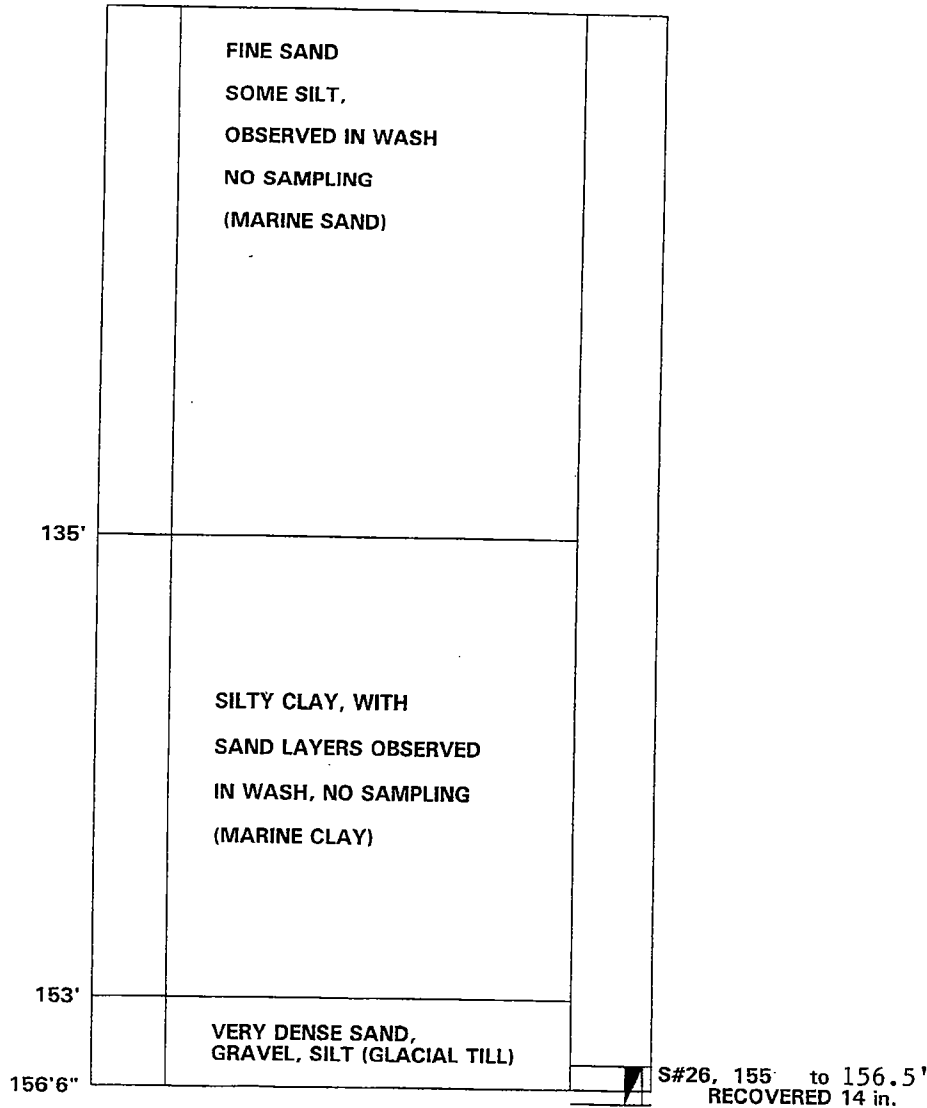 FINE SAND
SOME SILT,
OBSERVED IN WASH
NO SAMPLING
(MARINE SAND)
135'
SILTY CLAY, WITH
SAND LAYERS OBSERVED
IN WASH, NO SAMPLING
(MARINE CLAY)
153'
VERY DENSE SAND,
GRAVEL, SILT (GLACIAL TILL)
156'6"
S#26, 155 to 156.5'
RECOVERED 14 in.